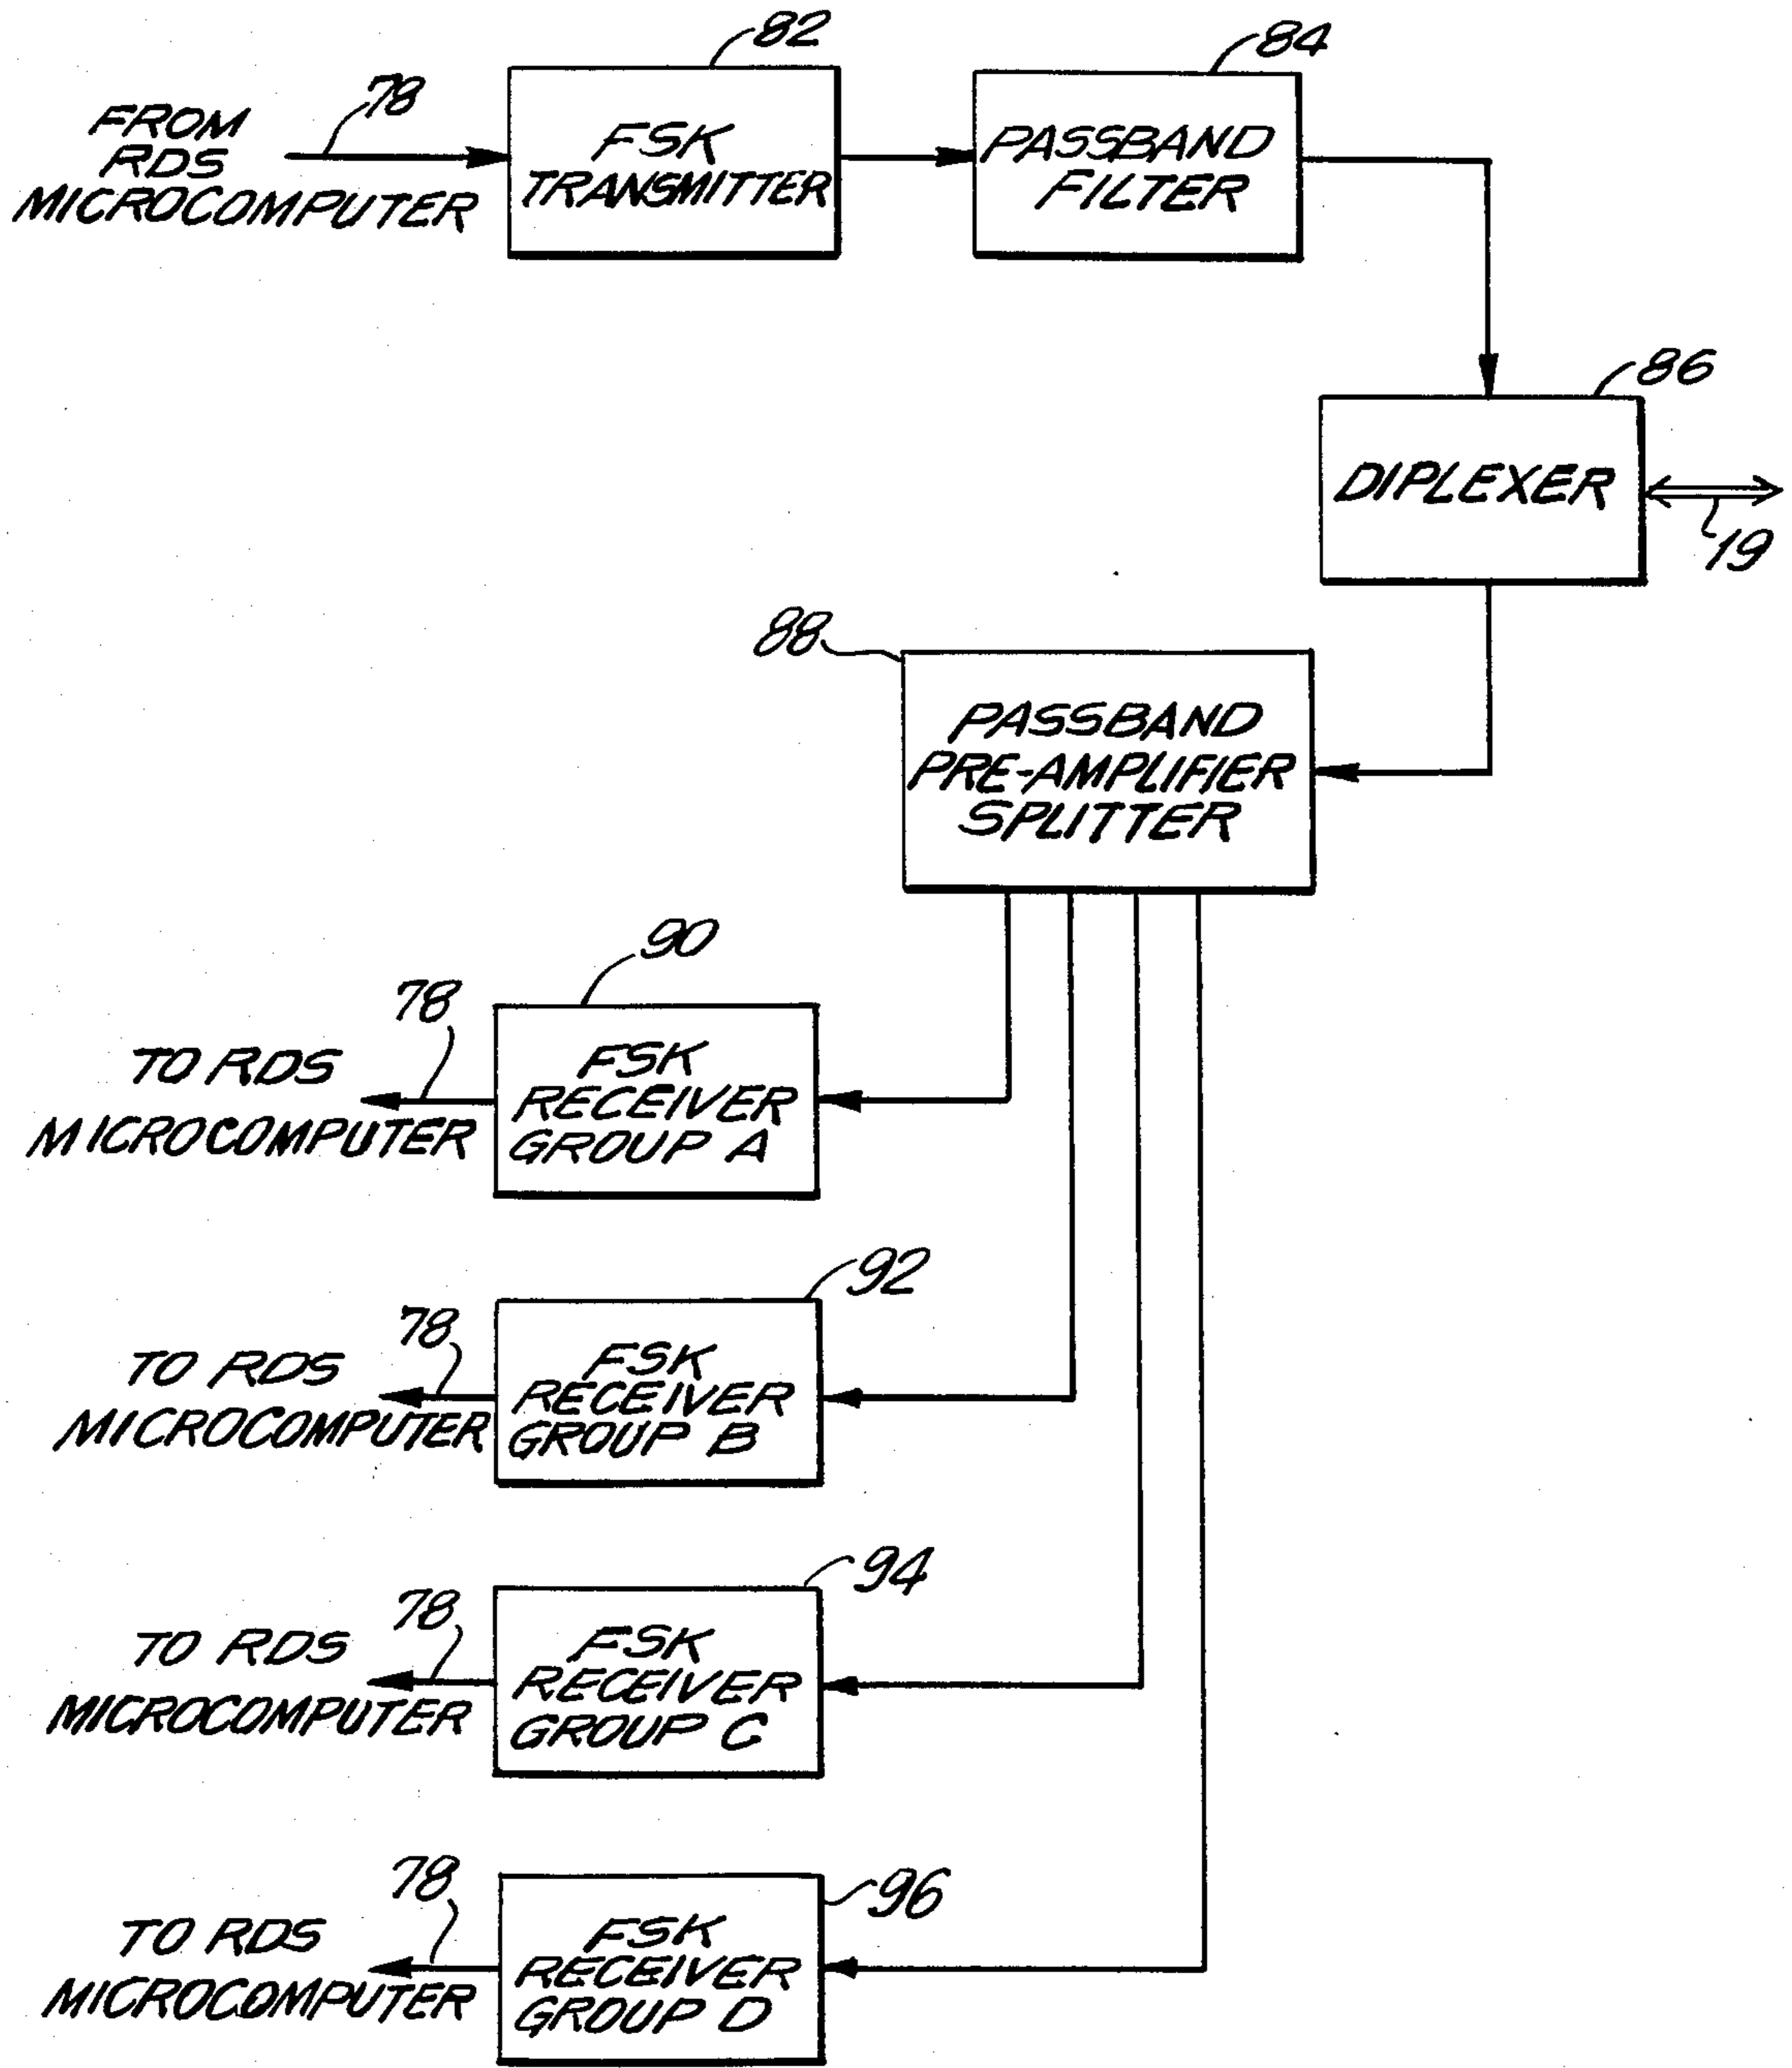 82
84
78
FROM
RDS
MICROCOMPUTER
FSK
TRANSMITTER
PASSBAND
FILTER
86
DIPLEXER
19
88
PASSBAND
PRE-AMPLIFIER
SPLITTER
90
78
TO RDS
MICROCOMPUTER
FSK
RECEIVER
GROUP A
92
78
TO RDS
MICROCOMPUTER
FSK
RECEIVER
GROUP B
94
78
TO RDS
MICROCOMPUTER
FSK
RECEIVER
GROUP C
96
78
TO RDS
MICROCOMPUTER
FSK
RECEIVER
GROUP D